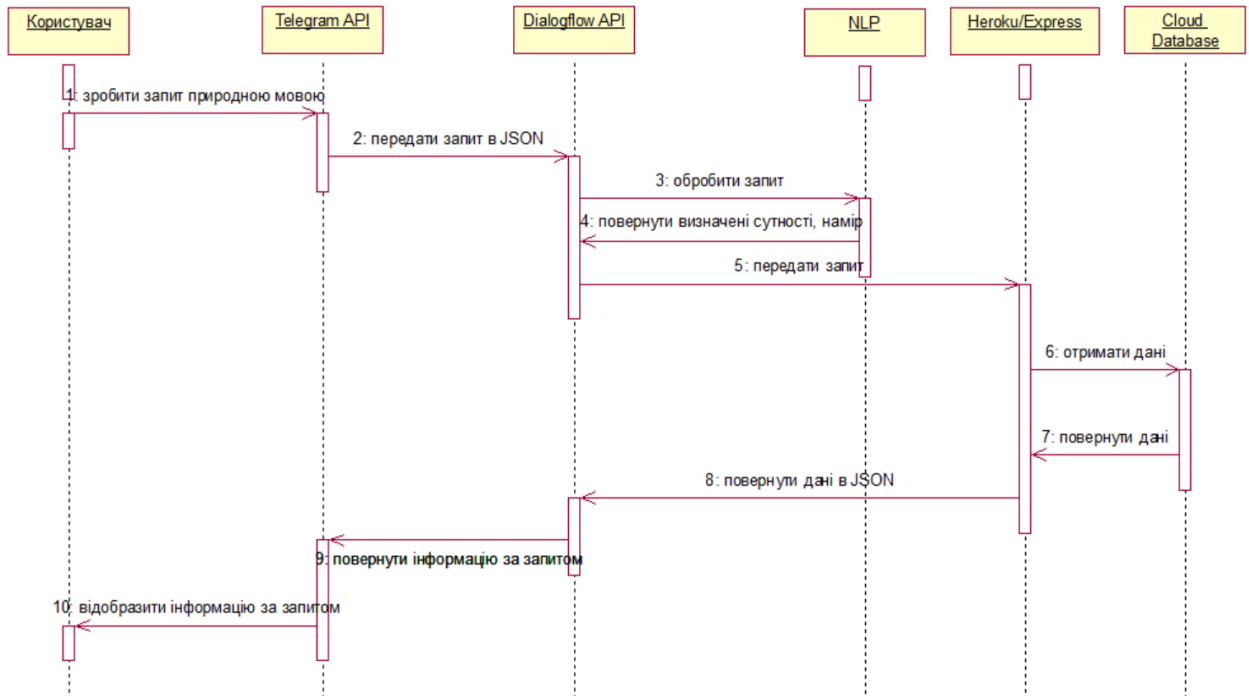 Користувач
Telegram API
Dialogflow API
NLP
Heroku/Express
Cloud
Database
1: зробити запит природною мовою
2: передати запит в JSON
3: обробити запит
4: повернути визначені сутності, намір
5: передати запит
6: отримати дані
7: повернути дані
8: повернути дані в JSON
9: повернути інформацію за запитом
10: відобразити інформацію за запитом